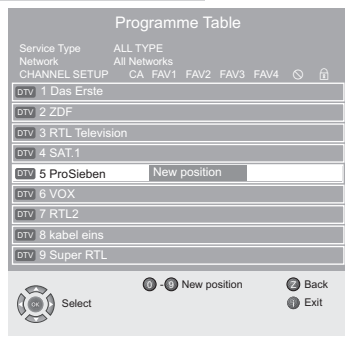 Programme Table
Service Type ALL TYPE
Network All Networks
CHANNEL SETUP CA FAV1 FAV2 FAV3 FAV4
DTV 1 Das Erste
DTV 2 ZDF
DTV 3 RTL Television
DTV 4 SAT.1
DTV 5 ProSieben New position
DTV 6 VOX
DTV 7 RTL2
DTV 8 kabel eins
DTV 9 Super RTL
0 - 9 New position Z Back
OK Select i Exit